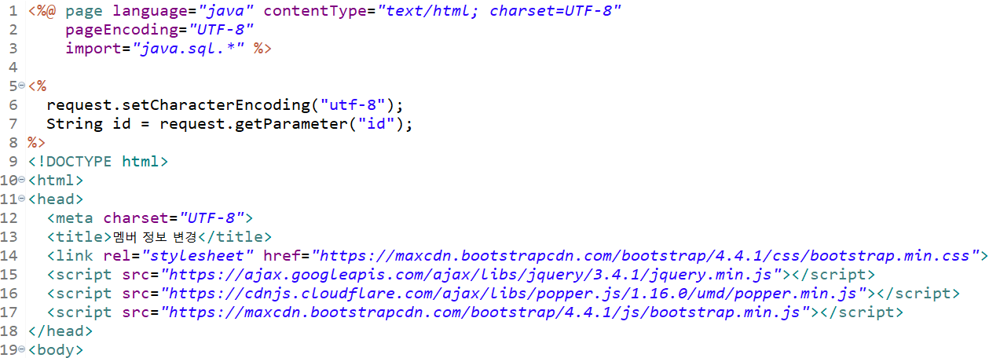 1 <%@ page language="java" contentType="text/html; charset=UTF-8"
2     pageEncoding="UTF-8"
3     import="java.sql.*" %>
4
5 <%
6   request.setCharacterEncoding("utf-8");
7   String id = request.getParameter("id");
8 %>
9 <!DOCTYPE html>
10 <html>
11 <head>
12   <meta charset="UTF-8">
13   <title>멤버 정보 변경</title>
14   <link rel="stylesheet" href="https://maxcdn.bootstrapcdn.com/bootstrap/4.4.1/css/bootstrap.min.css">
15   <script src="https://ajax.googleapis.com/ajax/libs/jquery/3.4.1/jquery.min.js"></script>
16   <script src="https://cdnjs.cloudflare.com/ajax/libs/popper.js/1.16.0/umd/popper.min.js"></script>
17   <script src="https://maxcdn.bootstrapcdn.com/bootstrap/4.4.1/js/bootstrap.min.js"></script>
18 </head>
19 <body>